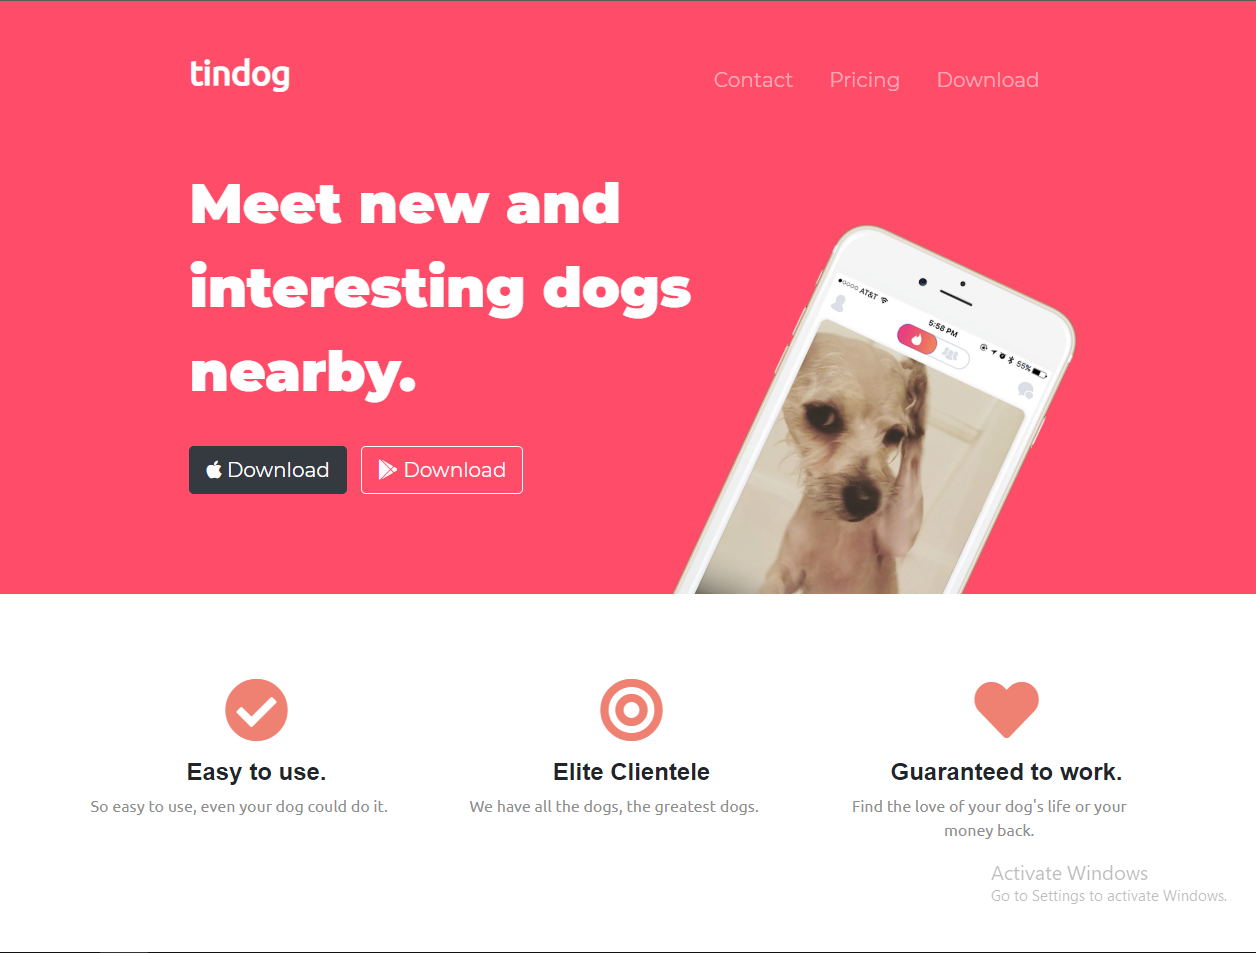 tindog
Contact Pricing Download
Meet new and
interesting dogs
nearby.
AT&T
5:58 PM
55%
Download Download
Easy to use.
So easy to use, even your dog could do it.
Elite Clientele
We have all the dogs, the greatest dogs.
Guaranteed to work.
Find the love of your dog's life or your
money back.
Activate Windows
Go to Settings to activate Windows.